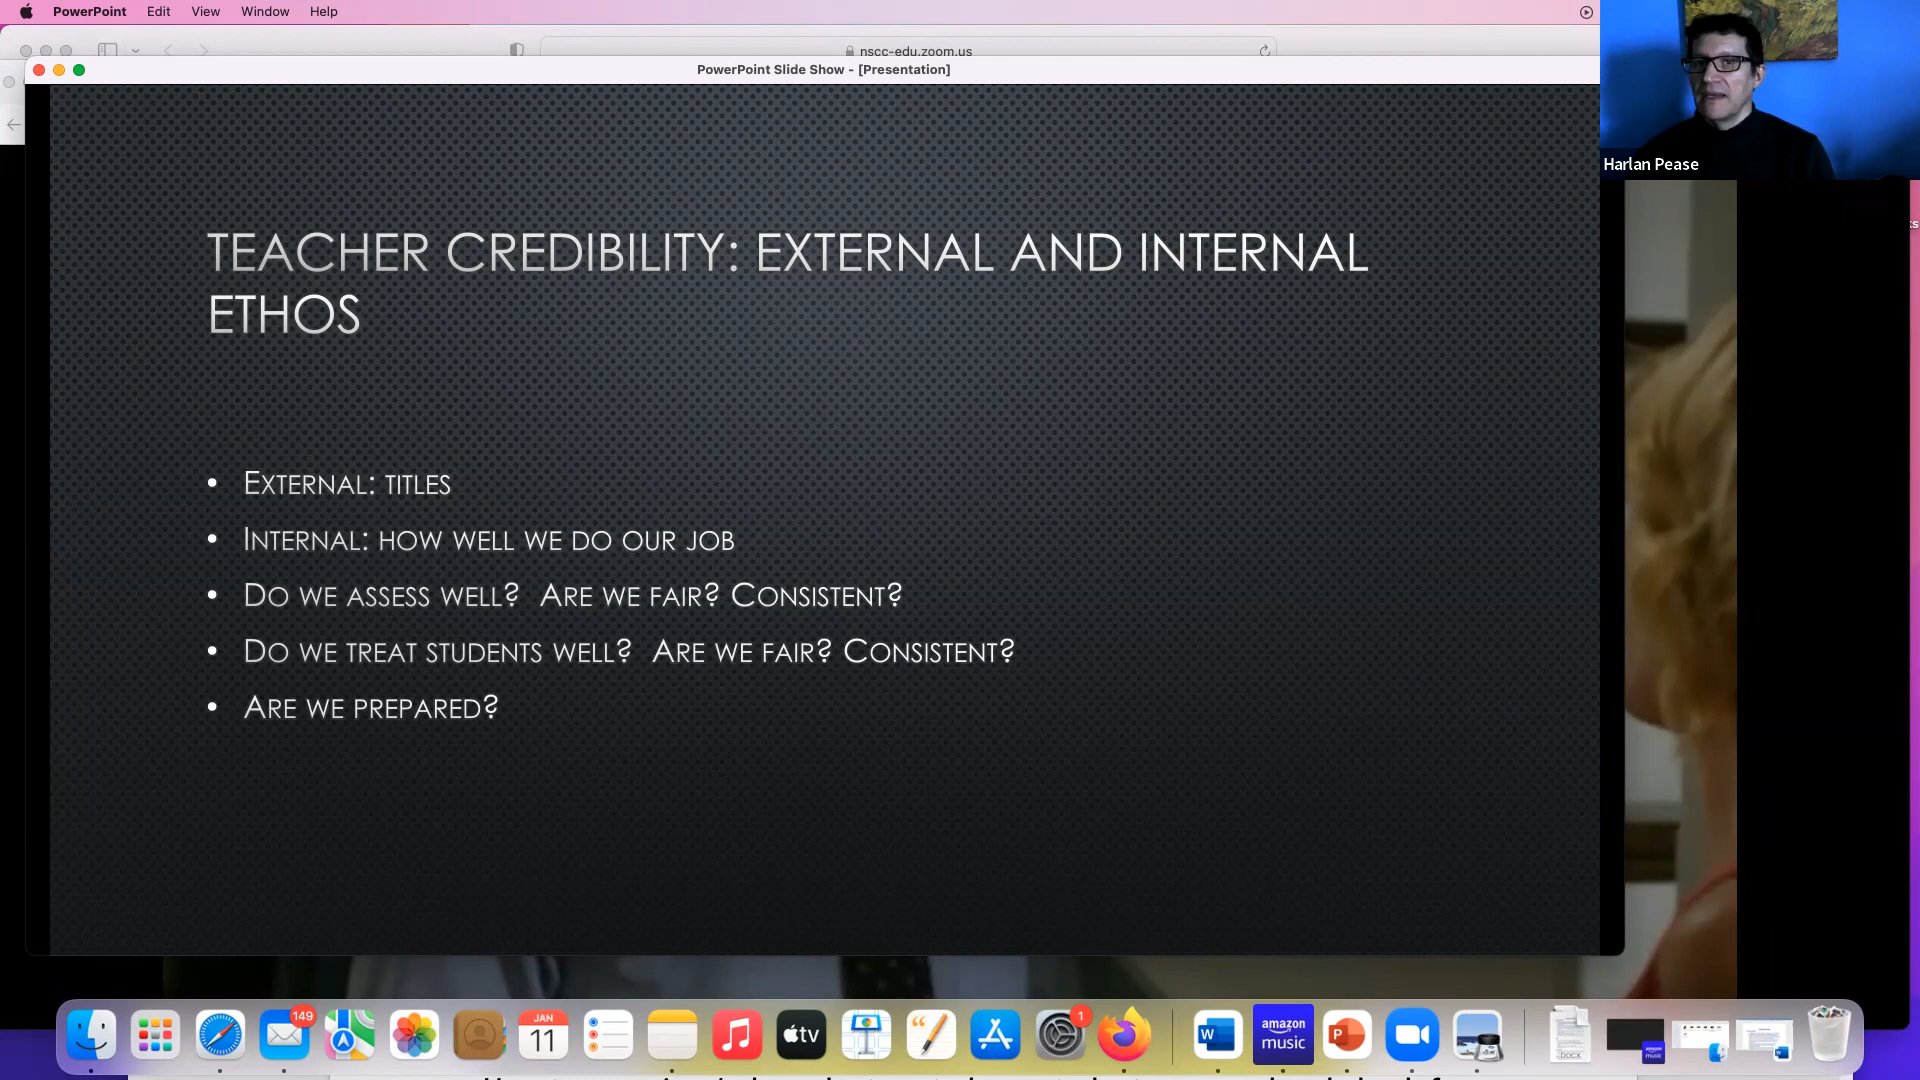 PowerPoint Edit View Window Help
nscc-edu.zoom.us
PowerPoint Slide Show - [Presentation]
Harlan Pease
TEACHER CREDIBILITY: EXTERNAL AND INTERNAL
ETHOS
• EXTERNAL: TITLES
• INTERNAL: HOW WELL WE DO OUR JOB
• DO WE ASSESS WELL? ARE WE FAIR? CONSISTENT?
• DO WE TREAT STUDENTS WELL? ARE WE FAIR? CONSISTENT?
• ARE WE PREPARED?
149
JAN
11
tv
1
W
amazon
music
P
DOCX